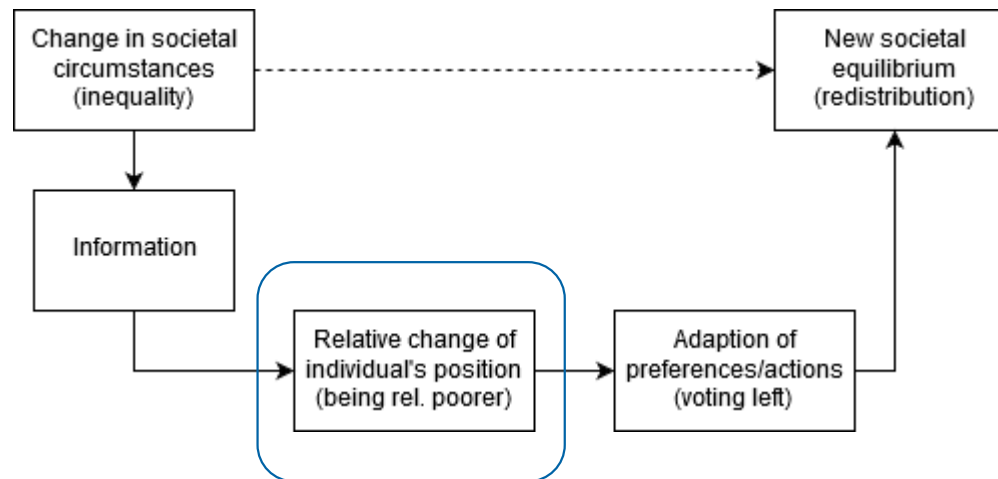 Change in societal
circumstances
(inequality)
New societal
equilibrium
(redistribution)
Information
Relative change of
individual's position
(being rel. poorer)
Adaption of
preferences/actions
(voting left)